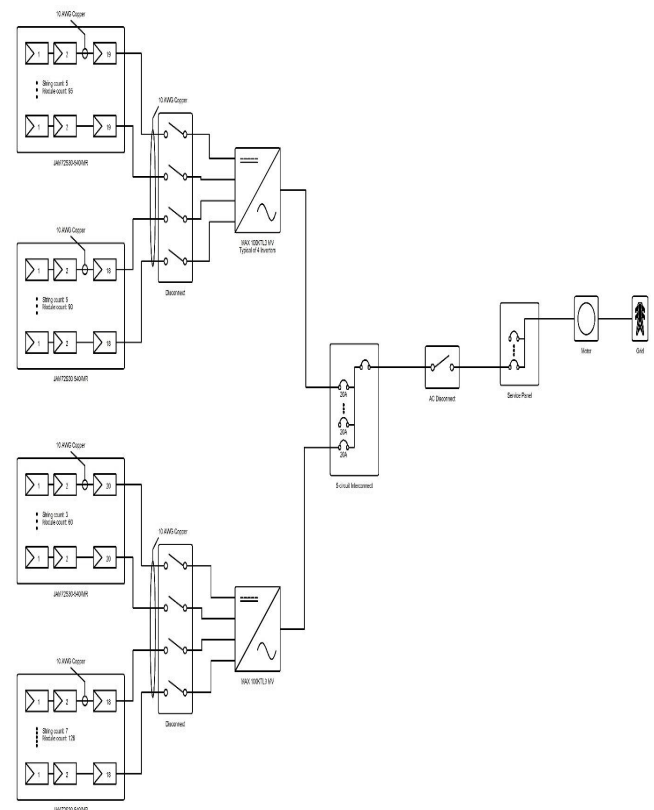 10 AWG Copper
1 2 19
String count: 5
Module count: 95
1 2 19
JAM72S30-540/MR
10 AWG Copper
10 AWG Copper
1 2 18
String count: 5
Module count: 90
1 2 18
JAM72S30-540/MR
Disconnect
MAX 100KTL3 MV
Typical of 4 Inverters
20A
20A
20A
5-circuit Interconnect
AC Disconnect
Service Panel
Meter
Grid
10 AWG Copper
1 2 20
String count: 3
Module count: 60
1 2 20
JAM72S30-540/MR
10 AWG Copper
10 AWG Copper
1 2 18
String count: 7
Module count: 126
1 2 18
JAM72S30-540/MR
Disconnect
MAX 100KTL3 MV